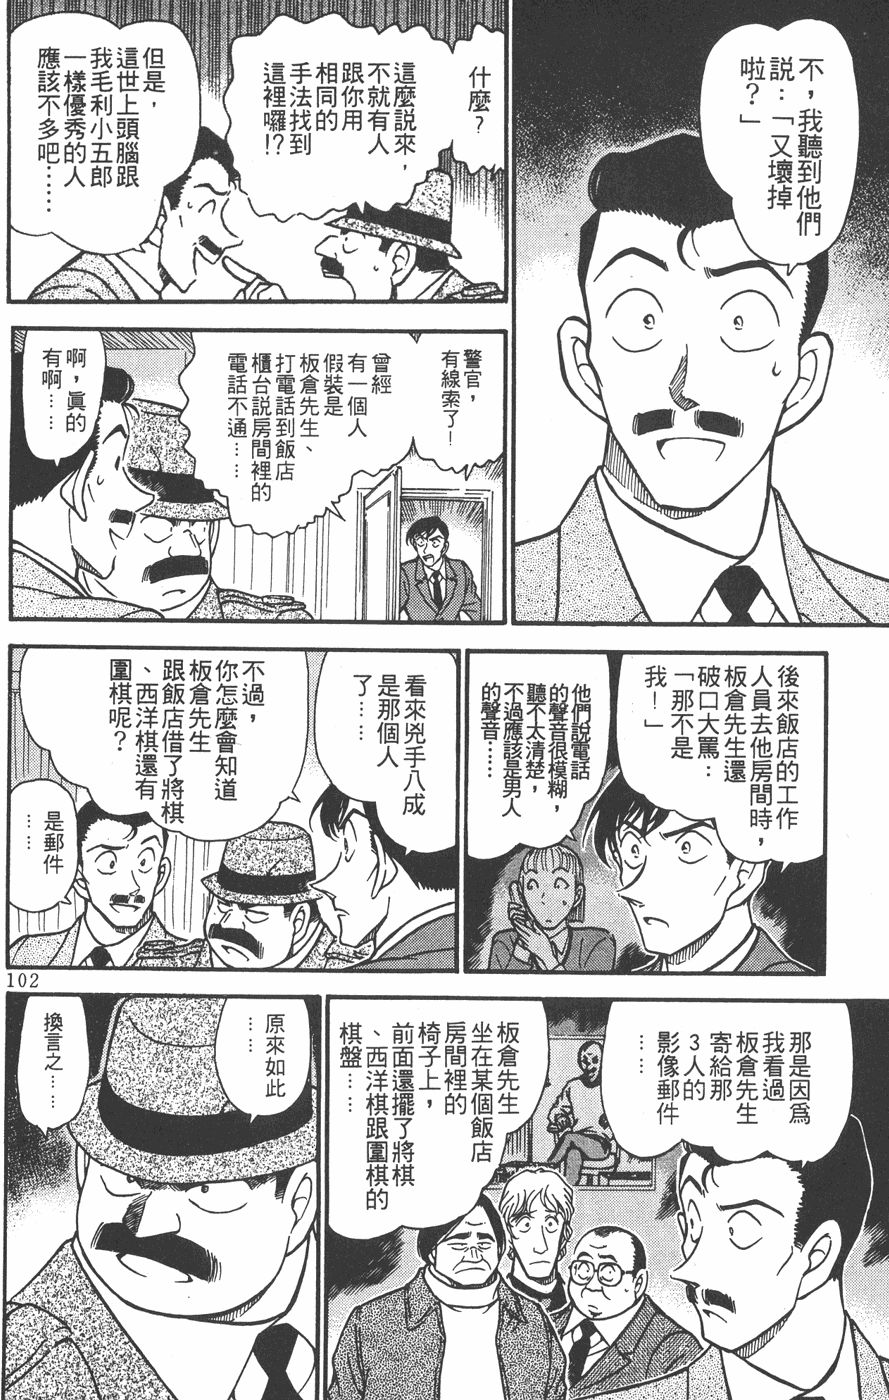 不，我聽到他們
說：「又壞掉
啦？」
什麼？
這麼說來，
不就有人
跟你用
相同的
手法找到
這裡囉!?
但是，
這世上頭腦跟
我毛利小五郎
一樣優秀的人
應該不多吧……
警官，
有線索了！
曾經
有一個人
假裝是
板倉先生、
打電話到飯店
櫃台説房間裡的
電話不通……
啊，真的
有啊……
後來飯店的工作
人員去他房間時，
板倉先生還
破口大罵：
「那不是
我！」
他們說電話
的聲音很模糊，
聽不太清楚，
不過應該是男人
的聲音……
看來兇手八成
是那個人
了……
不過，
你怎麼會知道
板倉先生
跟飯店借了將棋
、西洋棋還有
圍棋呢？
是郵件
……
102
那是因為
我看過
板倉先生
寄給那
3人的
影像郵件
板倉先生
坐在某個飯店
房間裡的
椅子上，
前面還擺了將棋
、西洋棋跟圍棋的
棋盤……
原來如此
……
換言之……